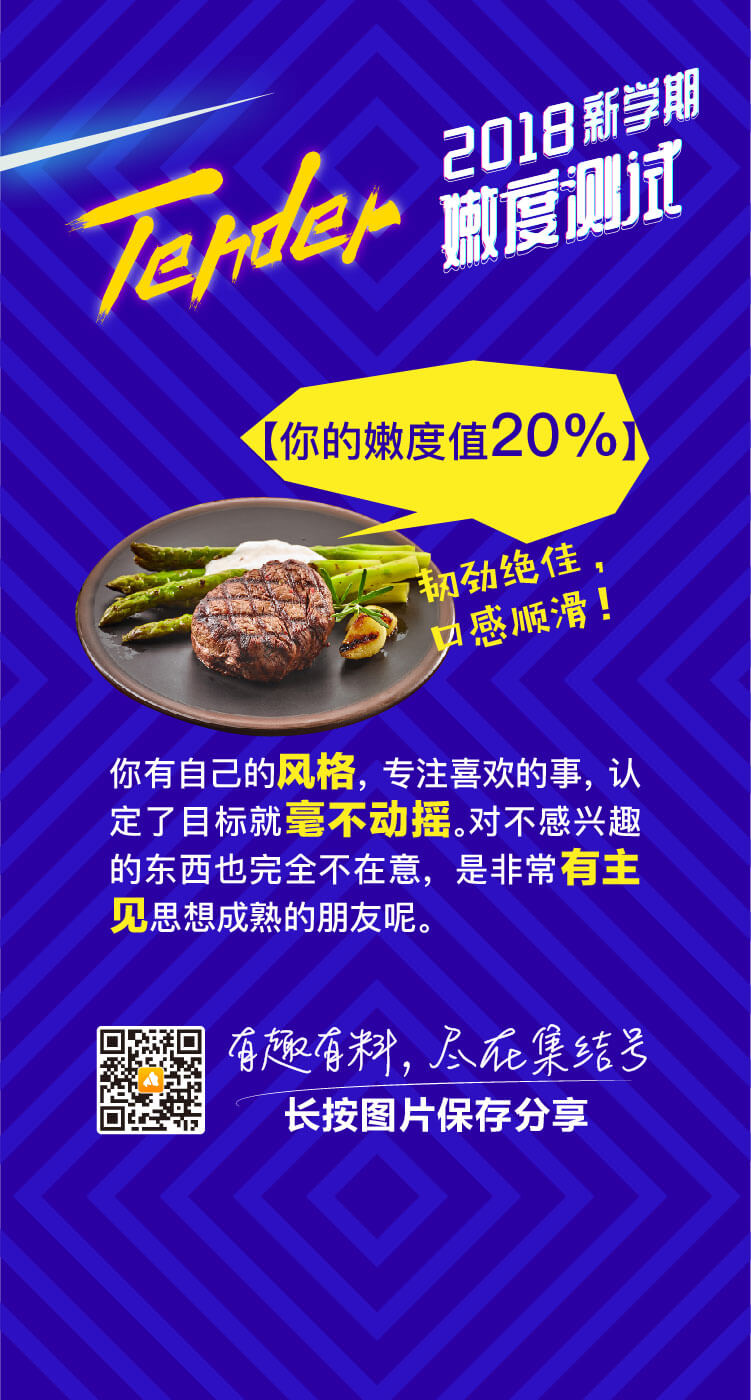 Tender
2018新学期
嫩度测试
【你的嫩度值20%】
韧劲绝佳，
口感顺滑！
你有自己的风格，专注喜欢的事，认
定了目标就毫不动摇。对不感兴趣
的东西也完全不在意，是非常有主
见思想成熟的朋友呢。
有趣有料，尽在集结号
长按图片保存分享